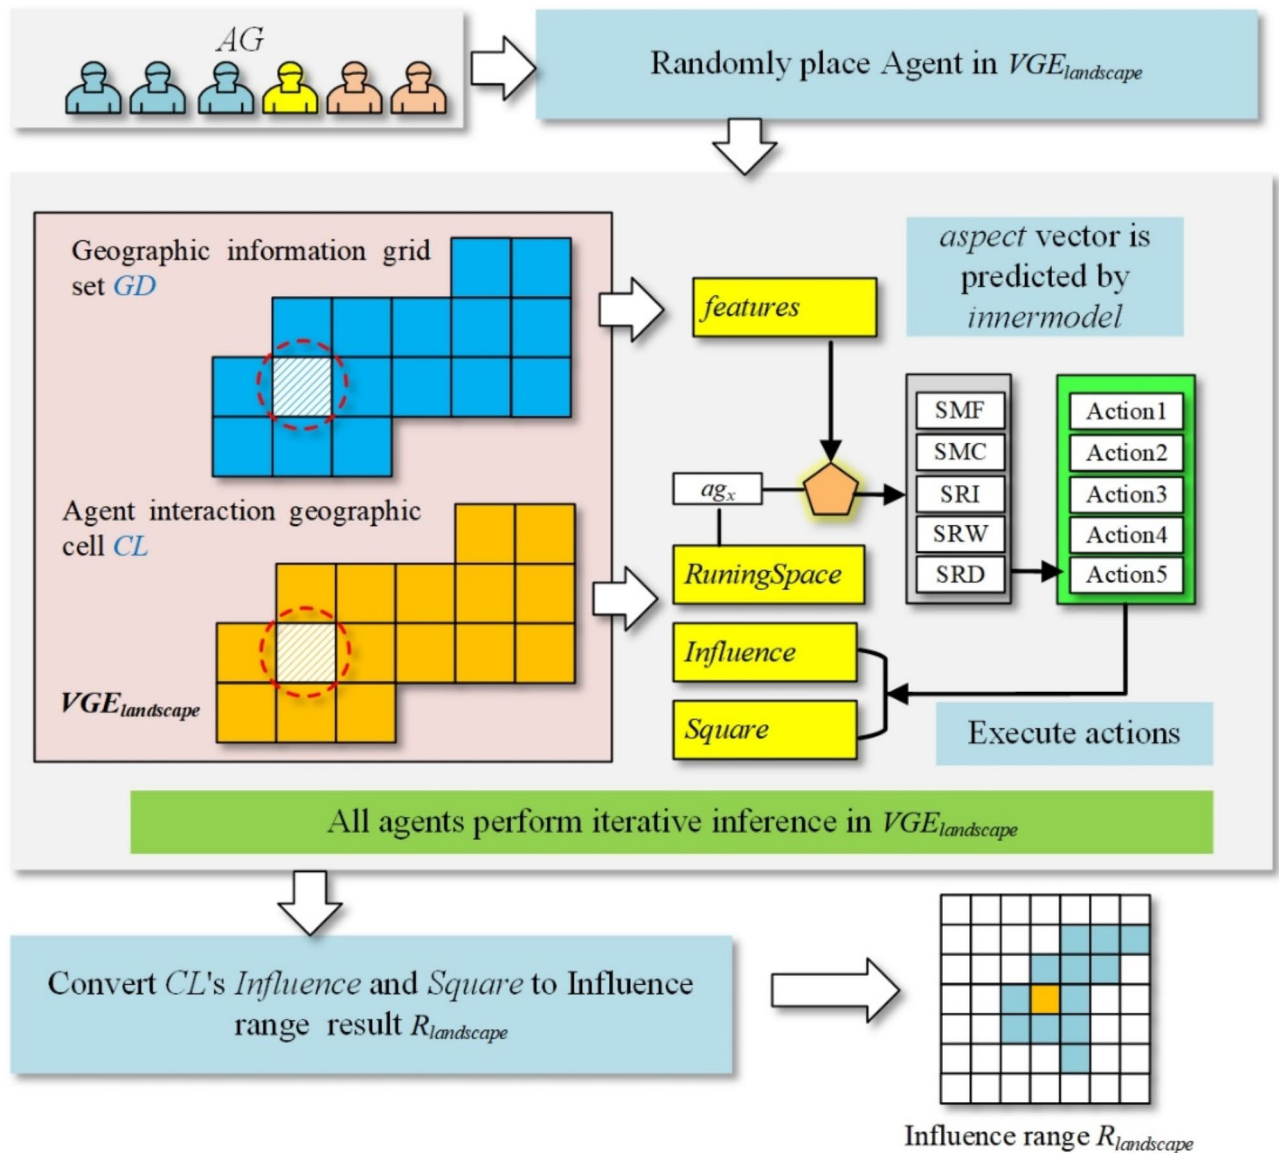 AG
Randomly place Agent in VGElandscape
Geographic information grid
set GD
features
aspect vector is
predicted by
innermodel
SMF
SMC
SRI
SRW
SRD
Action1
Action2
Action3
Action4
Action5
agx
Agent interaction geographic
cell CL
RuningSpace
Influence
Square
VGElandscape
Execute actions
All agents perform iterative inference in VGElandscape
Convert CL's Influence and Square to Influence
range result Rlandscape
Influence range Rlandscape